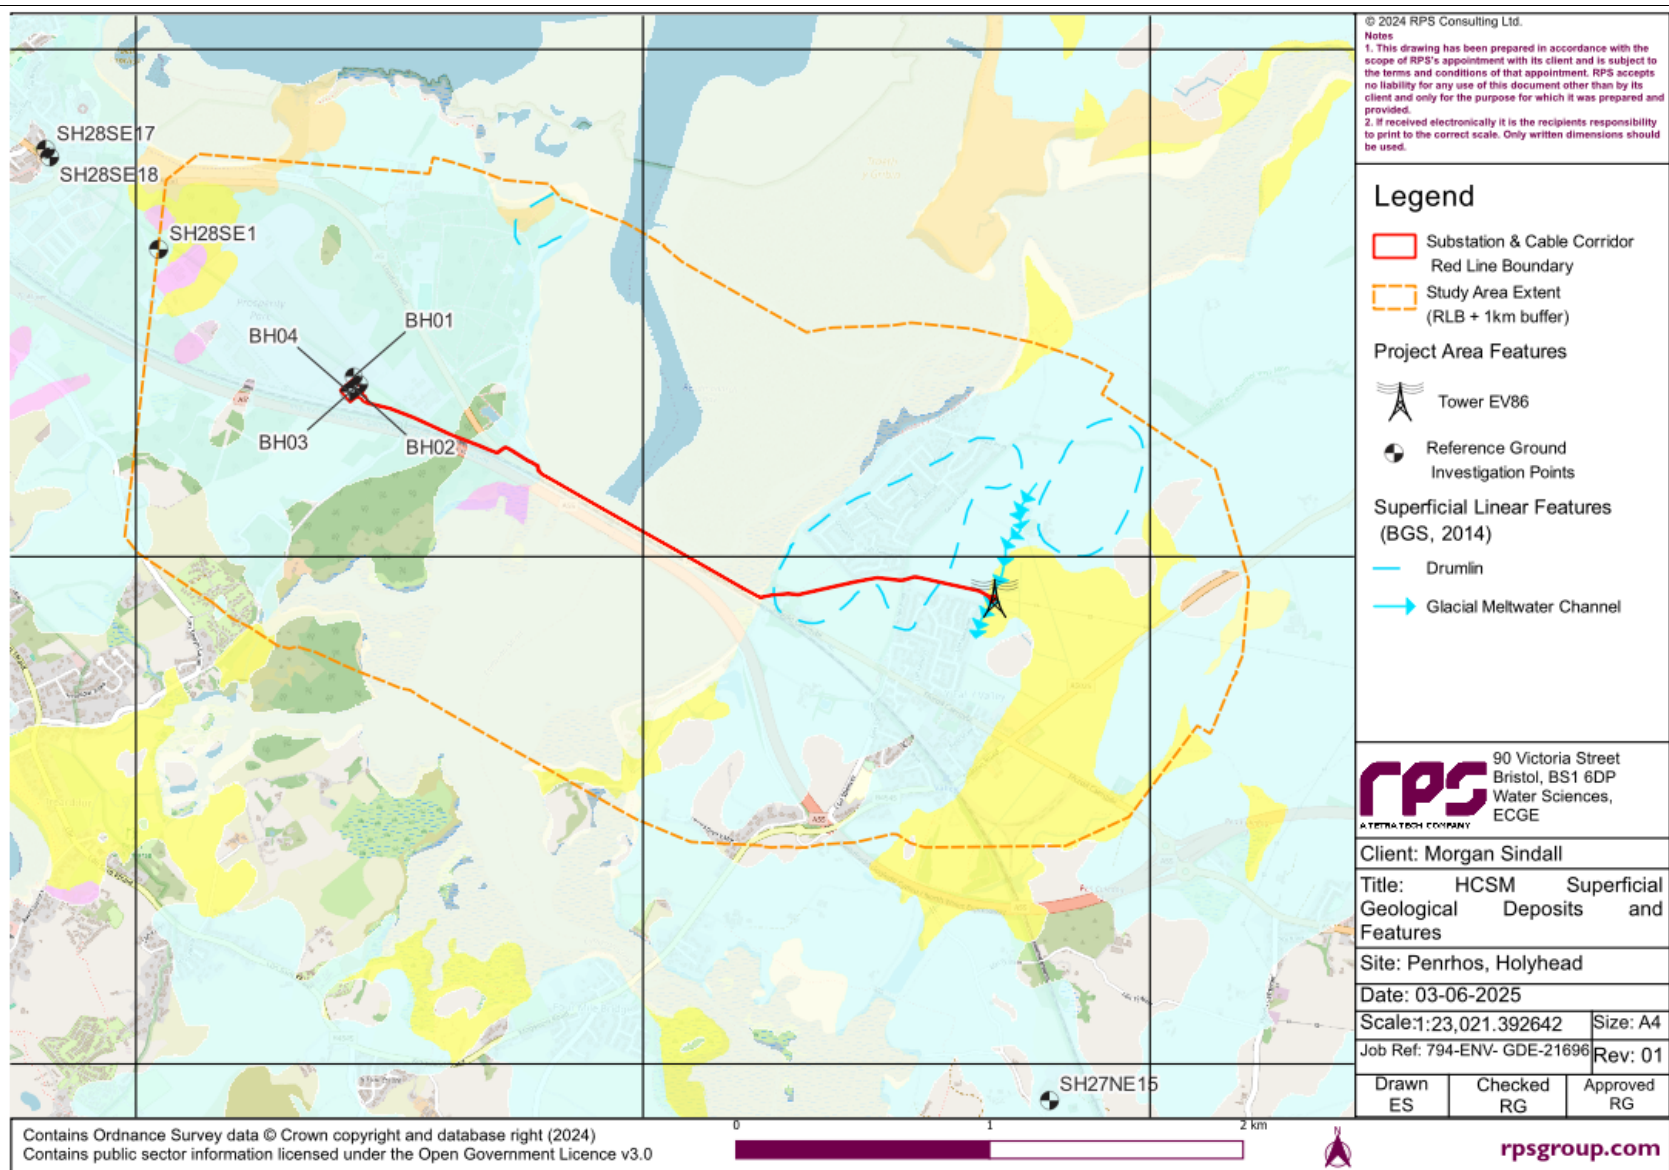 SH28SE17
SH28SE18
SH28SE1
BH01
BH04
BH03
BH02
A55
SH27NE15
© 2024 RPS Consulting Ltd.
Notes
1. This drawing has been prepared in accordance with the
scope of RPS's appointment with its client and is subject to
the terms and conditions of that appointment. RPS accepts
no liability for any use of this document other than by its
client and only for the purpose for which it was prepared and
provided.
2. If received electronically it is the recipients responsibility
to print to the correct scale. Only written dimensions should
be used.
Legend
Substation & Cable Corridor
Red Line Boundary
Study Area Extent
(RLB + 1km buffer)
Project Area Features
Tower EV86
Reference Ground
Investigation Points
Superficial Linear Features
(BGS, 2014)
Drumlin
Glacial Meltwater Channel
rps
A TETRA TECH COMPANY
90 Victoria Street
Bristol, BS1 6DP
Water Sciences,
ECGE
Client: Morgan Sindall
Title: HCSM Superficial
Geological Deposits and
Features
Site: Penrhos, Holyhead
Date: 03-06-2025
Scale:1:23,021.392642 Size: A4
Job Ref: 794-ENV- GDE-21696 Rev: 01
Drawn Checked Approved
ES RG RG
Contains Ordnance Survey data © Crown copyright and database right (2024)
Contains public sector information licensed under the Open Government Licence v3.0
0 1 2 km
N
rpsgroup.com